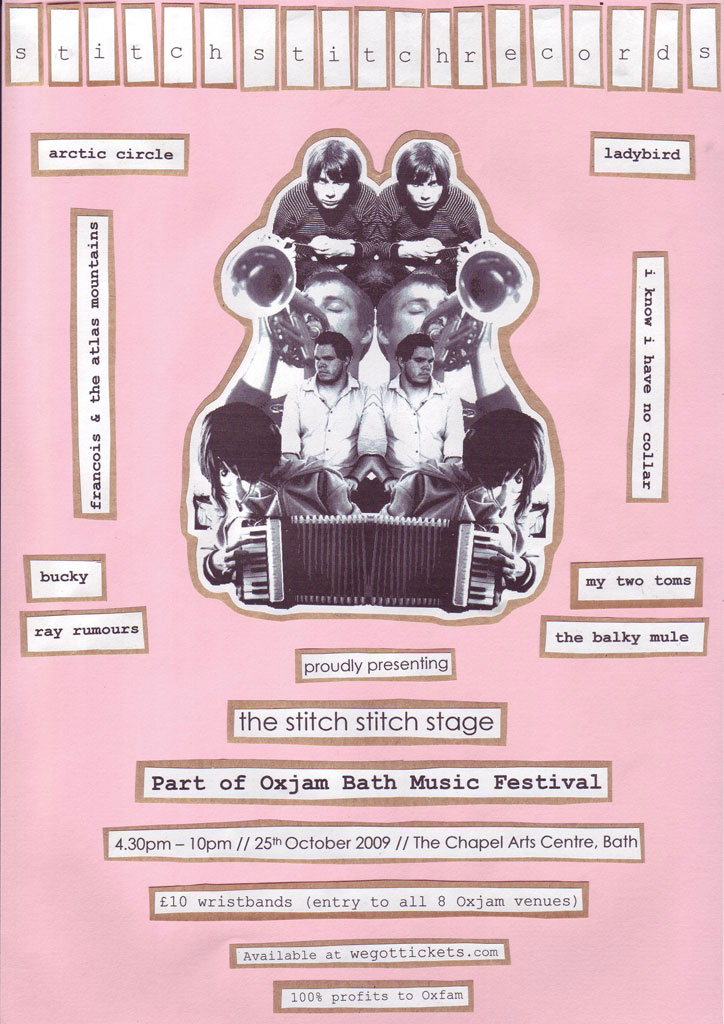 stitchstitchrecords
arctic circle
ladybird
francois & the atlas mountains
i know i have no collar
bucky
my two toms
ray rumours
the balky mule
proudly presenting
the stitch stitch stage
Part of Oxjam Bath Music Festival
4.30pm – 10pm // 25th October 2009 // The Chapel Arts Centre, Bath
£10 wristbands (entry to all 8 Oxjam venues)
Available at wegottickets.com
100% profits to Oxfam